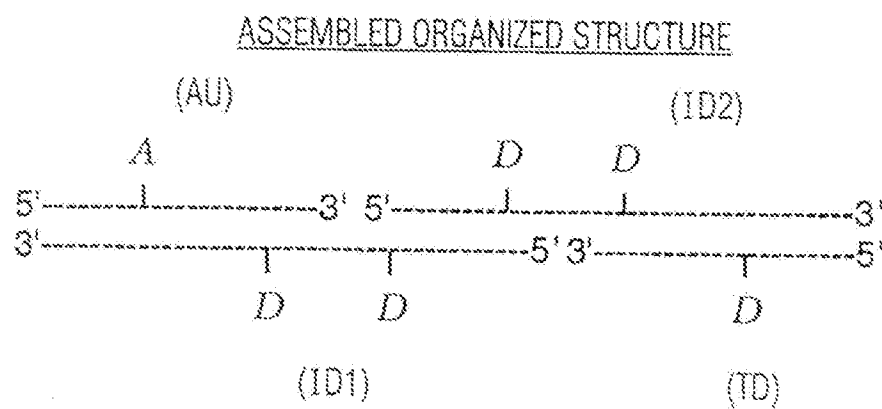 ASSEMBLED ORGANIZED STRUCTURE
(AU) (ID2)
A D D
5' 3' 5' 3'
3' 5' 3' 5'
D D D
(ID1) (TD)